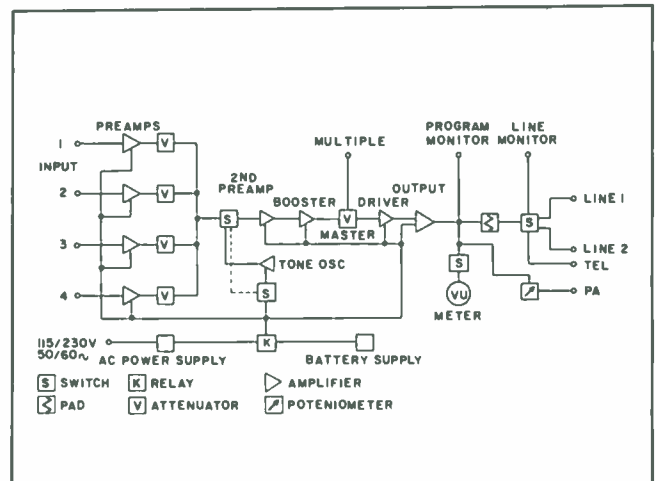 PREAMPS
PROGRAM MONITOR
LINE MONITOR
1
MULTIPLE
INPUT
2ND PREAMP
OUTPUT
2
BOOSTER
DRIVER
LINE 1
S
V
MASTER
3
LINE 2
TONE OSC
TEL
4
PA
VU
METER
115/230V
50/60~
AC POWER SUPPLY
K
BATTERY SUPPLY
S SWITCH
K RELAY
AMPLIFIER
PAD
V ATTENUATOR
POTENIOMETER